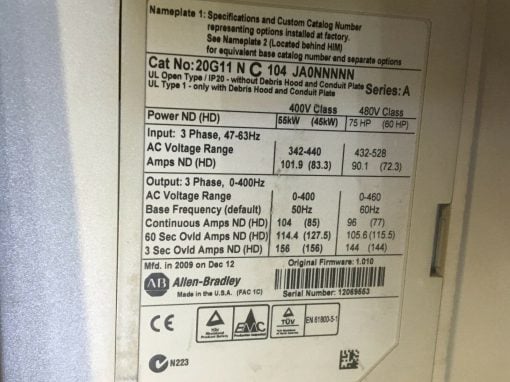 Nameplate 1: Specifications and Custom Catalog Number
representing options installed at factory.
See Nameplate 2 (Located behind HIM)
for equivalent base catalog number and separate options
Cat No: 20G11 N C 104 JA0NNNNN
UL Open Type / IP20 - without Debris Hood and Conduit Plate
UL Type 1 - only with Debris Hood and Conduit Plate Series: A
400V Class 480V Class
Power ND (HD) 55kW (45kW) 75 HP (60 HP)
Input: 3 Phase, 47-63Hz
AC Voltage Range 342-440 432-528
Amps ND (HD) 101.9 (83.3) 90.1 (72.3)
Output: 3 Phase, 0-400Hz
AC Voltage Range 0-400 0-460
Base Frequency (default) 50Hz 60Hz
Continuous Amps ND (HD) 104 (85) 96 (77)
60 Sec Ovld Amps ND (HD) 114.4 (127.5) 105.6 (115.5)
3 Sec Ovld Amps ND (HD) 156 (156) 144 (144)
Mfd. in 2009 on Dec 12 Original Firmware: 1.010
AB Allen-Bradley
Made in the U.S.A. (FAC 1C) Serial Number: 12069553
CE TÜV EMC TÜV EN 61800-5-1
N223